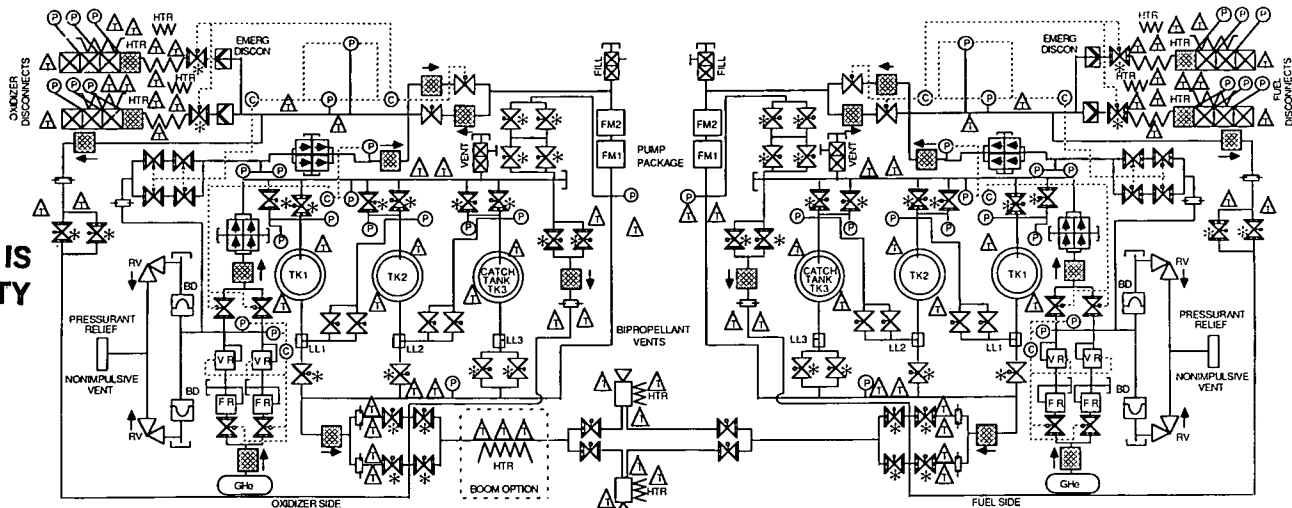 P P P HTR T T
EMERG DISCON
OXIDIZER DISCONNECTS
HTR
HTR
HTR
C P C
T
P
FILL
FM2
FM1
PUMP PACKAGE
VENT
P P P C P
TK1
TK2
CATCH TANK TK3
IS
TY
RV
BD
PRESSURANT RELIEF
NONIMPULSIVE VENT
BD
RV
P P
C
VR VR
FR FR
GHe
LL1
LL2
LL3
BIPROPELLANT VENTS
P
T T T
HTR
BOOM OPTION
OXIDIZER SIDE
HTR
HTR
FILL
FM2
FM1
VENT
EMERG DISCON
HTR
HTR
HTR
HTR
FUEL DISCONNECTS
P
C P C
CATCH TANK TK3
TK2
TK1
LL3
LL2
LL1
P
P P
C
VR VR
FR FR
GHe
RV
BD
PRESSURANT RELIEF
NONIMPULSIVE VENT
BD
RV
FUEL SIDE